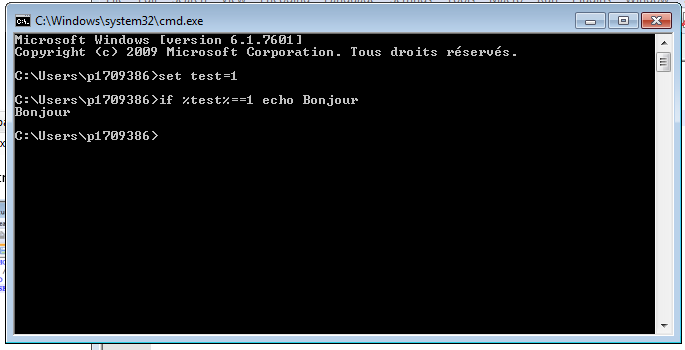 C:\Windows\system32\cmd.exe
Microsoft Windows [version 6.1.7601]
Copyright (c) 2009 Microsoft Corporation. Tous droits réservés.
C:\Users\p1709386>set test=1
C:\Users\p1709386>if %test%==1 echo Bonjour
Bonjour
C:\Users\p1709386>